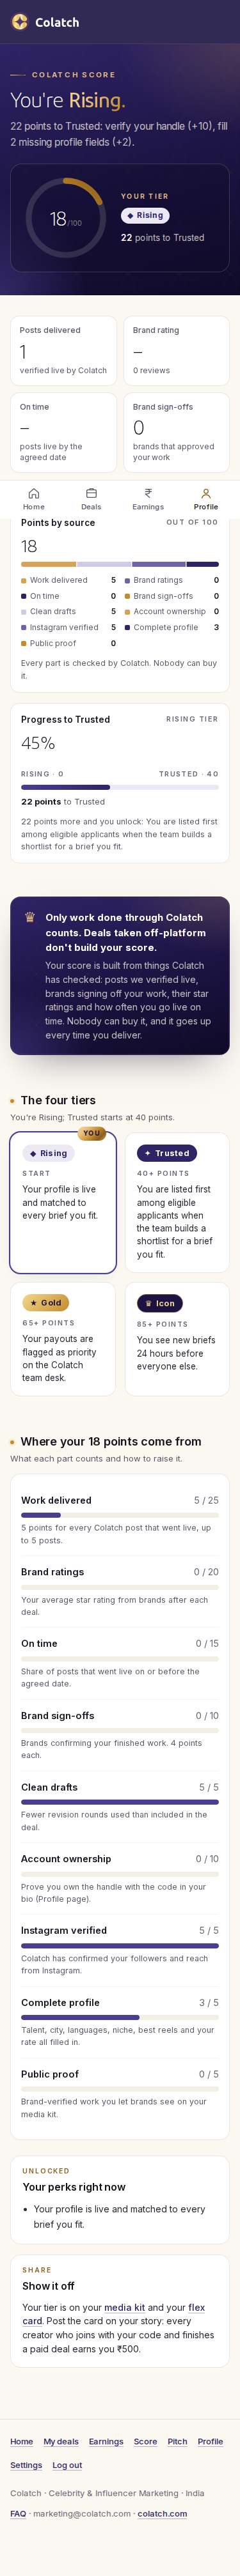 Colatch
COLATCH SCORE
You're Rising.
22 points to Trusted: verify your handle (+10), fill
2 missing profile fields (+2).
18/100
YOUR TIER
◆ Rising
22 points to Trusted
Posts delivered
1
verified live by Colatch
Brand rating
–
0 reviews
On time
–
posts live by the
agreed date
Brand sign-offs
0
brands that approved
your work
Home
Deals
Earnings
Profile
Points by source
OUT OF 100
18
Work delivered 5
Brand ratings 0
On time 0
Brand sign-offs 0
Clean drafts 5
Account ownership 0
Instagram verified 5
Complete profile 3
Public proof 0
Every part is checked by Colatch. Nobody can buy
it.
Progress to Trusted
RISING TIER
45%
RISING · 0
TRUSTED · 40
22 points to Trusted
22 points more and you unlock: You are listed first
among eligible applicants when the team builds a
shortlist for a brief you fit.
Only work done through Colatch
counts. Deals taken off-platform
don't build your score.
Your score is built from things Colatch
has checked: posts we verified live,
brands signing off your work, their star
ratings and how often you go live on
time. Nobody can buy it, and it goes up
every time you deliver.
The four tiers
You're Rising; Trusted starts at 40 points.
YOU
◆ Rising
START
Your profile is live
and matched to
every brief you fit.
✦ Trusted
40+ POINTS
You are listed first
among eligible
applicants when
the team builds a
shortlist for a brief
you fit.
★ Gold
65+ POINTS
Your payouts are
flagged as priority
on the Colatch
team desk.
♛ Icon
85+ POINTS
You see new briefs
24 hours before
everyone else.
Where your 18 points come from
What each part counts and how to raise it.
Work delivered 5 / 25
5 points for every Colatch post that went live, up
to 5 posts.
Brand ratings 0 / 20
Your average star rating from brands after each
deal.
On time 0 / 15
Share of posts that went live on or before the
agreed date.
Brand sign-offs 0 / 10
Brands confirming your finished work. 4 points
each.
Clean drafts 5 / 5
Fewer revision rounds used than included in the
deal.
Account ownership 0 / 10
Prove you own the handle with the code in your
bio (Profile page).
Instagram verified 5 / 5
Colatch has confirmed your followers and reach
from Instagram.
Complete profile 3 / 5
Talent, city, languages, niche, best reels and your
rate all filled in.
Public proof 0 / 5
Brand-verified work you let brands see on your
media kit.
UNLOCKED
Your perks right now
Your profile is live and matched to every
brief you fit.
SHARE
Show it off
Your tier is on your media kit and your flex
card. Post the card on your story: every
creator who joins with your code and finishes
a paid deal earns you ₹500.
Home My deals Earnings Score Pitch Profile
Settings Log out
Colatch · Celebrity & Influencer Marketing · India
FAQ · marketing@colatch.com · colatch.com